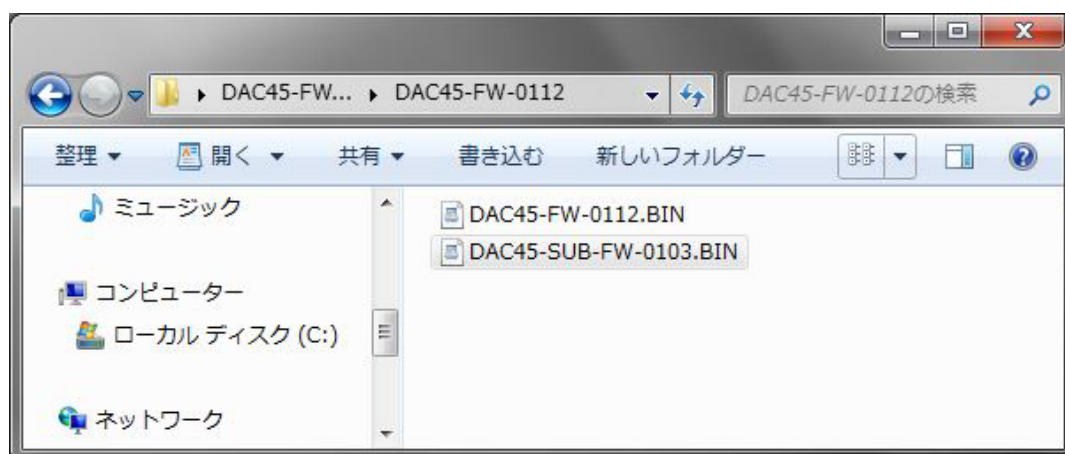 DAC45-FW... DAC45-FW-0112 DAC45-FW-0112の検索
整理 開く 共有 書き込む 新しいフォルダー
ミュージック
コンピューター
ローカル ディスク (C:)
ネットワーク
DAC45-FW-0112.BIN
DAC45-SUB-FW-0103.BIN